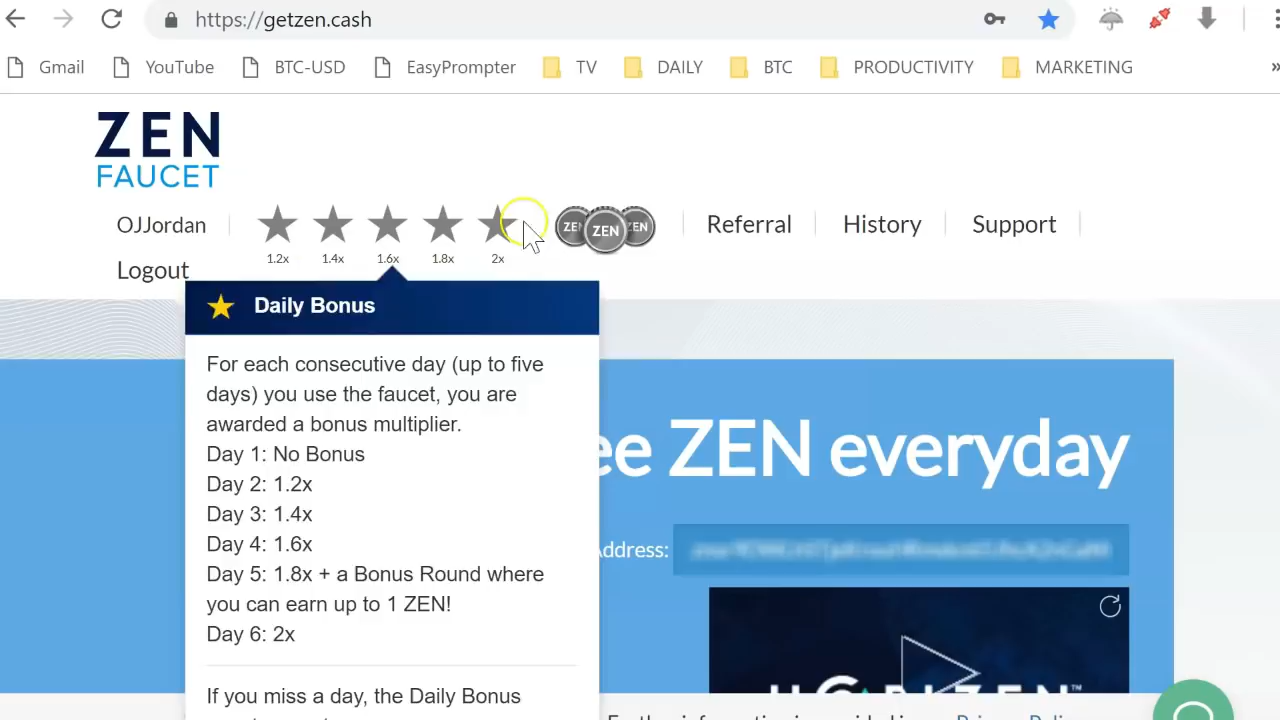 https://getzen.cash
Gmail YouTube BTC-USD EasyPrompter TV DAILY BTC PRODUCTIVITY MARKETING »
ZEN
FAUCET
OJJordan ZEN ZEN Referral History Support
1.2x 1.4x 1.6x 1.8x 2x
Logout
Daily Bonus
For each consecutive day (up to five
days) you use the faucet, you are
awarded a bonus multiplier.
Day 1: No Bonus
Day 2: 1.2x
Day 3: 1.4x
Day 4: 1.6x
Day 5: 1.8x + a Bonus Round where
you can earn up to 1 ZEN!
Day 6: 2x
If you miss a day, the Daily Bonus
ee ZEN everyday
Address:
HORIZEN™